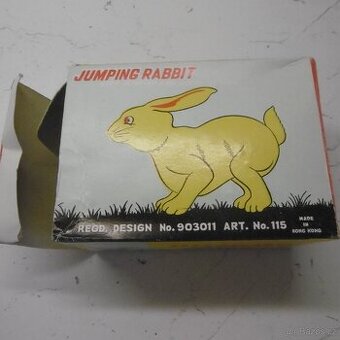 JUMPING RABBIT
REGD. DESIGN No. 903011 ART. No. 115
MADE
IN
HONG KONG